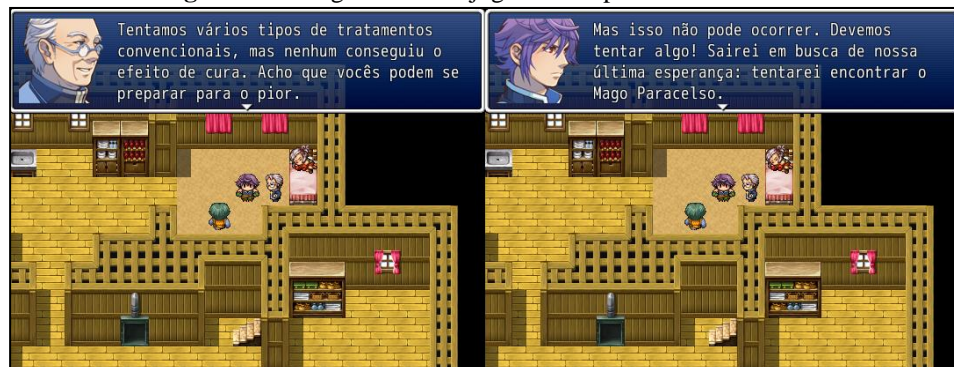 Tentamos vários tipos de tratamentos
convencionais, mas nenhum conseguiu o
efeito de cura. Acho que vocês podem se
preparar para o pior.
Mas isso não pode ocorrer. Devemos
tentar algo! Sairei em busca de nossa
última esperança: tentarei encontrar o
Mago Paracelso.